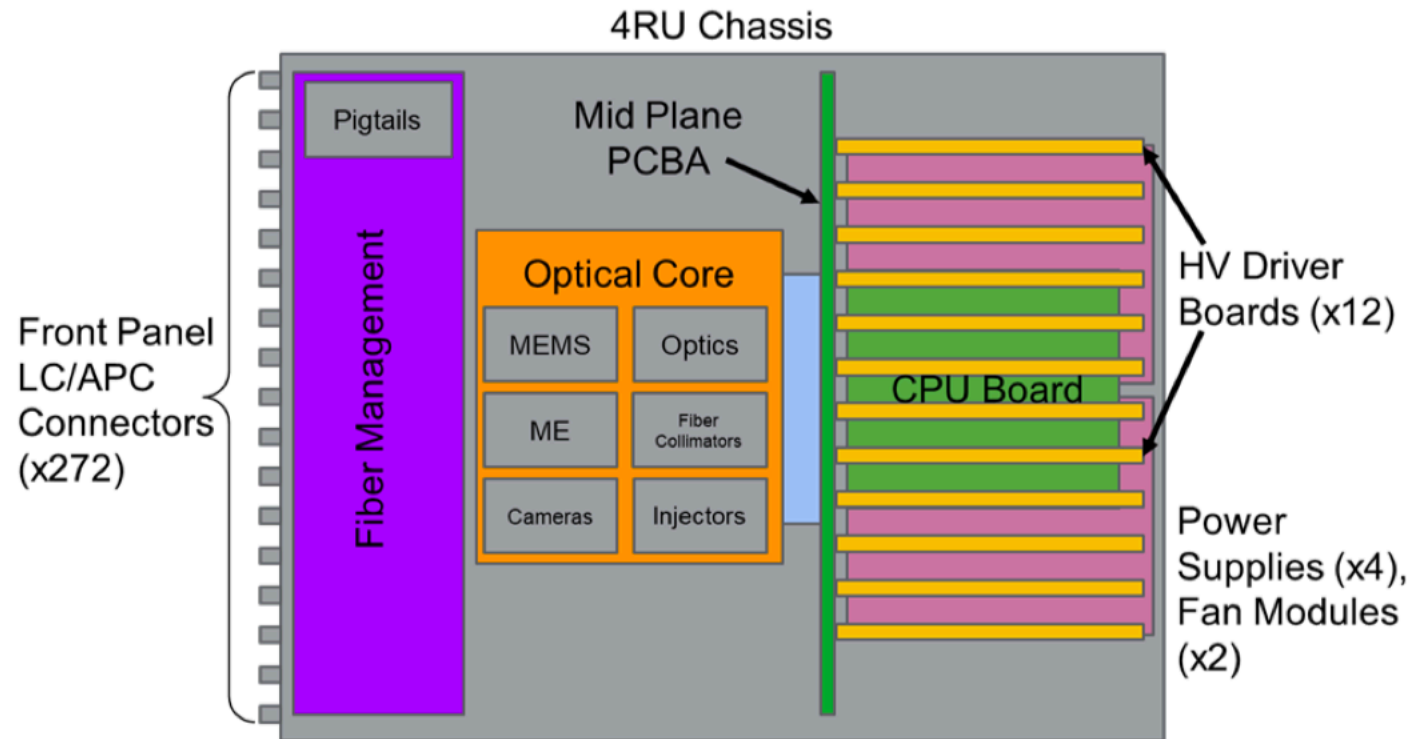 4RU Chassis
Pigtails
Fiber Management
Mid Plane
PCBA
Optical Core
MEMS
Optics
ME
Fiber
Collimators
Cameras
Injectors
CPU Board
Front Panel
LC/APC
Connectors
(x272)
HV Driver
Boards (x12)
Power
Supplies (x4),
Fan Modules
(x2)